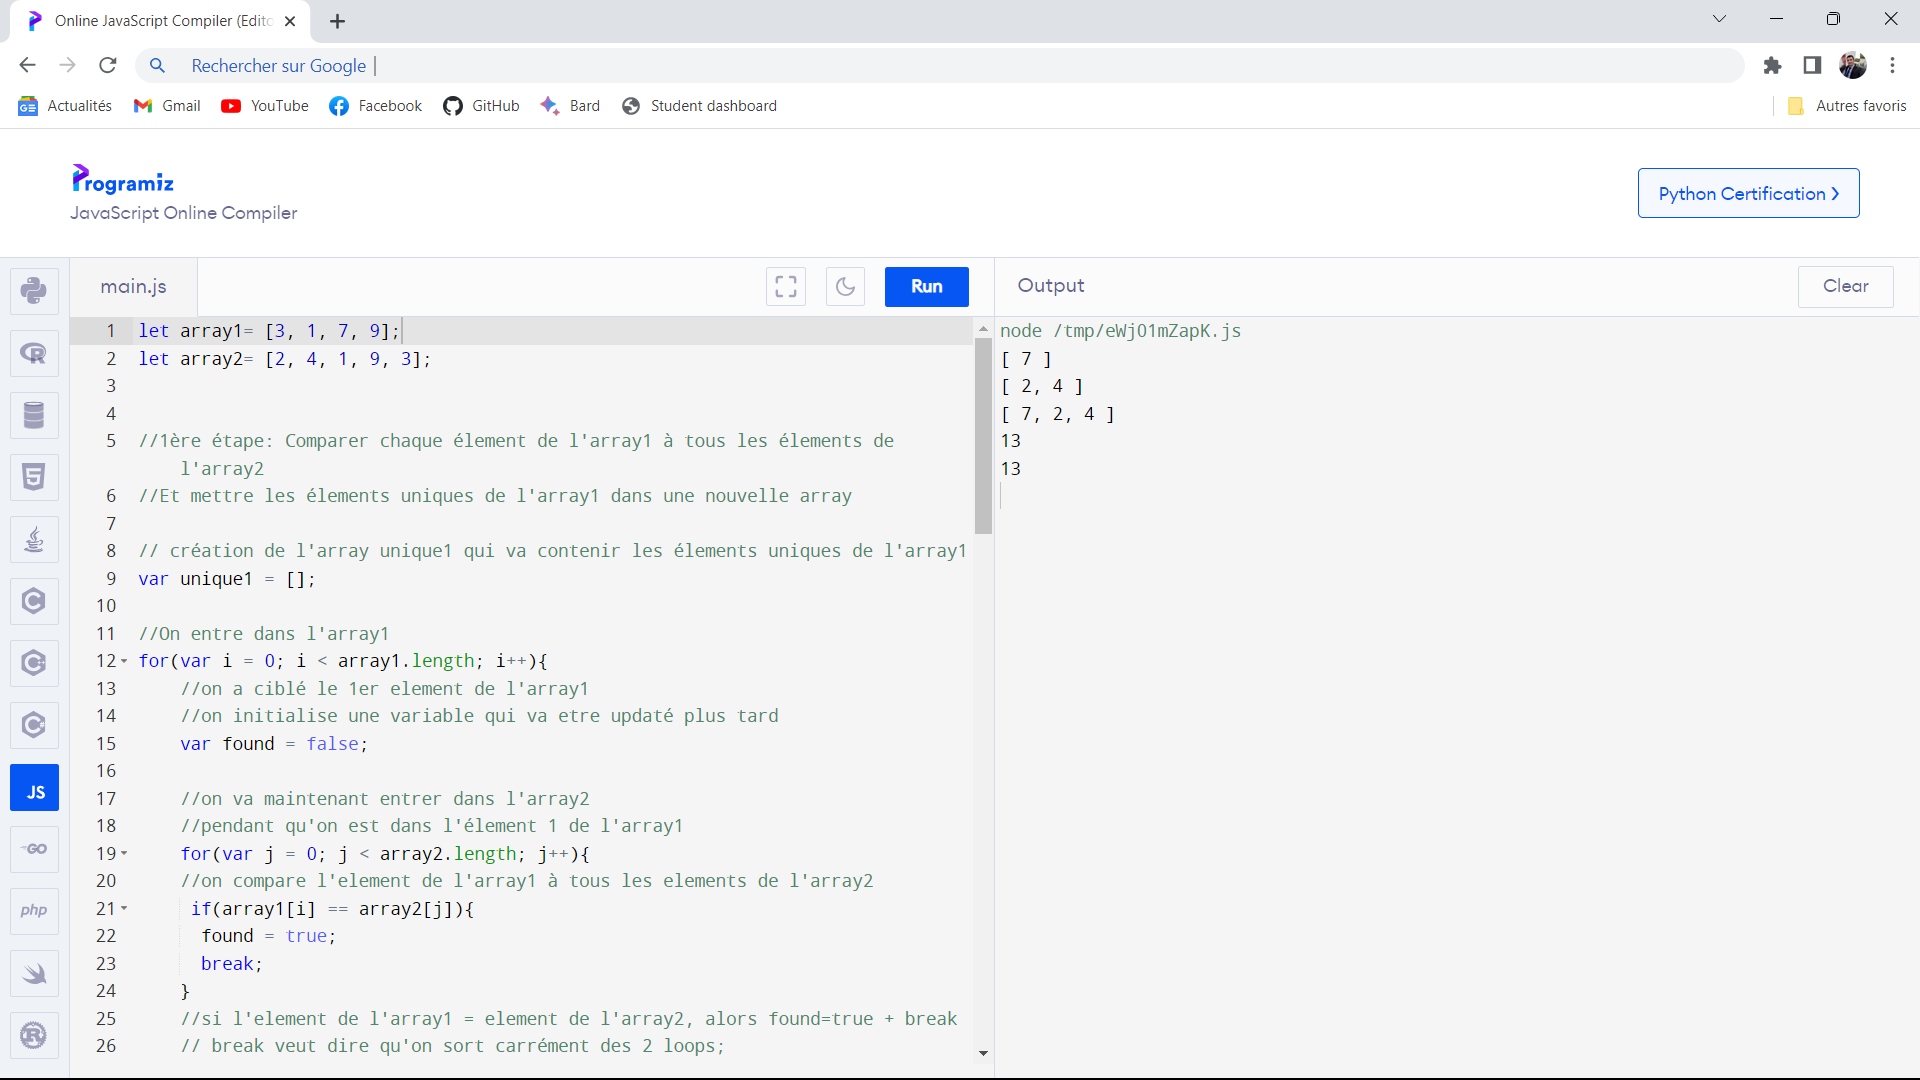 Online JavaScript Compiler (Edito
Rechercher sur Google
Actualités Gmail YouTube Facebook GitHub Bard Student dashboard Autres favoris
Programiz
JavaScript Online Compiler
Python Certification ❯
main.js Run Output Clear
1 let array1= [3, 1, 7, 9];
2 let array2= [2, 4, 1, 9, 3];
3
4
5 //1ère étape: Comparer chaque élement de l'array1 à tous les élements de
l'array2
6 //Et mettre les élements uniques de l'array1 dans une nouvelle array
7
8 // création de l'array unique1 qui va contenir les élements uniques de l'array1
9 var unique1 = [];
10
11 //On entre dans l'array1
12 for(var i = 0; i < array1.length; i++){
13 //on a ciblé le 1er element de l'array1
14 //on initialise une variable qui va etre updaté plus tard
15 var found = false;
16
17 //on va maintenant entrer dans l'array2
18 //pendant qu'on est dans l'élement 1 de l'array1
19 for(var j = 0; j < array2.length; j++){
20 //on compare l'element de l'array1 à tous les elements de l'array2
21 if(array1[i] == array2[j]){
22 found = true;
23 break;
24 }
25 //si l'element de l'array1 = element de l'array2, alors found=true + break
26 // break veut dire qu'on sort carrément des 2 loops;
node /tmp/eWjO1mZapK.js
[ 7 ]
[ 2, 4 ]
[ 7, 2, 4 ]
13
13
R
5
C
C
C
JS
GO
php
R